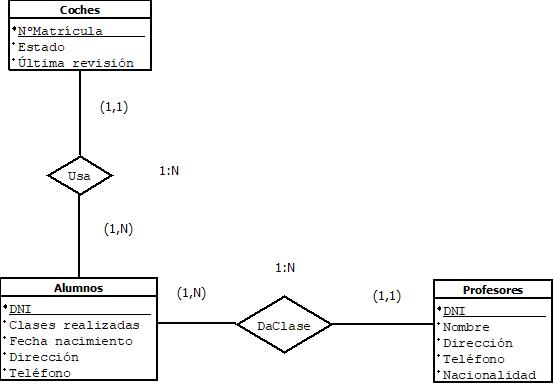 Coches
NºMatrícula
Estado
Última revisión
(1,1)
Usa
1:N
(1,N)
Alumnos
DNI
Clases realizadas
Fecha nacimiento
Dirección
Teléfono
(1,N)
1:N
DaClase
(1,1)
Profesores
DNI
Nombre
Dirección
Teléfono
Nacionalidad